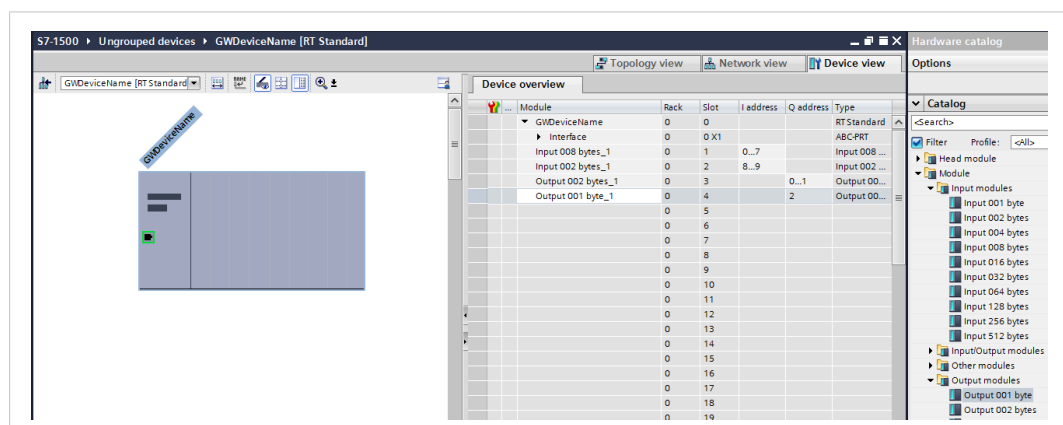 S7-1500 ▸ Ungrouped devices ▸ GWDeviceName [RT Standard]
Hardware catalog
Topology view
Network view
Device view
Options
GWDeviceName [RT Standard]
Device overview
... Module Rack Slot I address Q address Type
GWDeviceName 0 0 RT Standard
Interface 0 0 X1 ABC-PRT
Input 008 bytes_1 0 1 0...7 Input 008 ...
Input 002 bytes_1 0 2 8...9 Input 002 ...
Output 002 bytes_1 0 3 0...1 Output 00...
Output 001 byte_1 0 4 2 Output 00...
0 5
0 6
0 7
0 8
0 9
0 10
0 11
0 12
0 13
0 14
0 15
0 16
0 17
0 18
0 19
GWDeviceName
Catalog
<Search>
Filter Profile: <All>
Head module
Module
Input modules
Input 001 byte
Input 002 bytes
Input 004 bytes
Input 008 bytes
Input 016 bytes
Input 032 bytes
Input 064 bytes
Input 128 bytes
Input 256 bytes
Input 512 bytes
Input/Output modules
Other modules
Output modules
Output 001 byte
Output 002 bytes